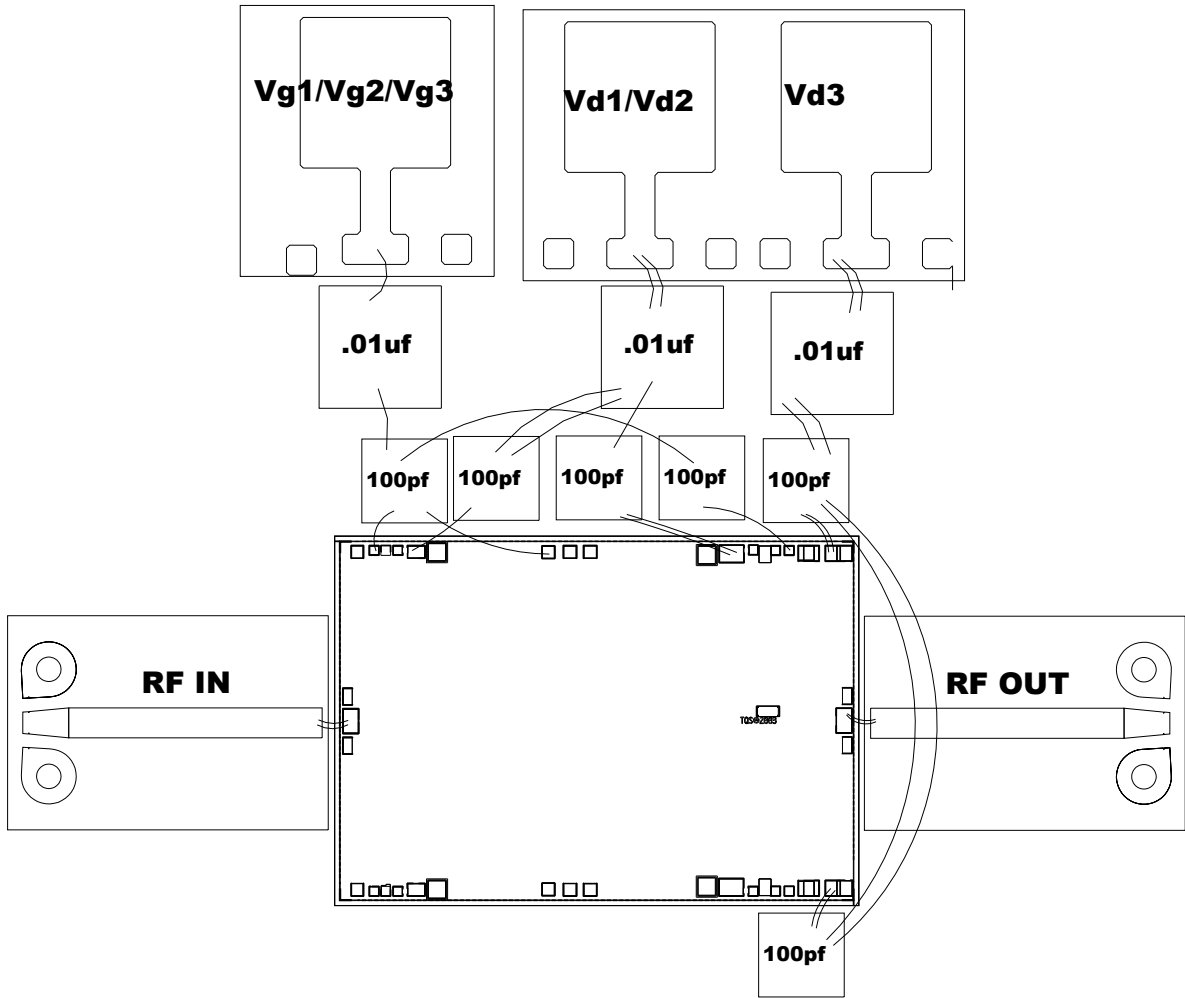 Vg1/Vg2/Vg3
Vd1/Vd2
Vd3
.01uf
.01uf
.01uf
100pf
100pf
100pf
100pf
100pf
RF IN
RF OUT
100pf